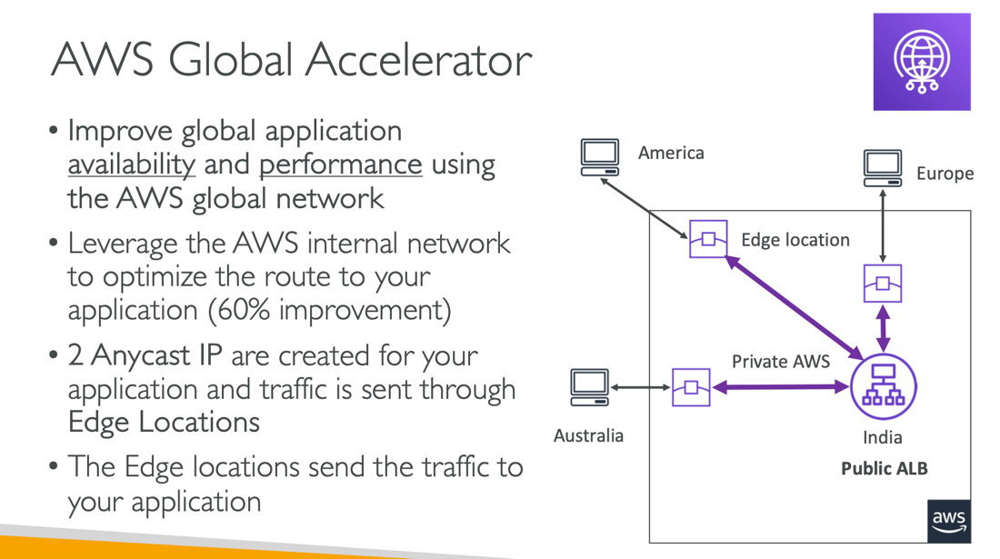 AWS Global Accelerator
• Improve global application
availability and performance using
the AWS global network
• Leverage the AWS internal network
to optimize the route to your
application (60% improvement)
• 2 Anycast IP are created for your
application and traffic is sent through
Edge Locations
• The Edge locations send the traffic to
your application
America
Europe
Edge location
Private AWS
Australia
India
Public ALB
aws